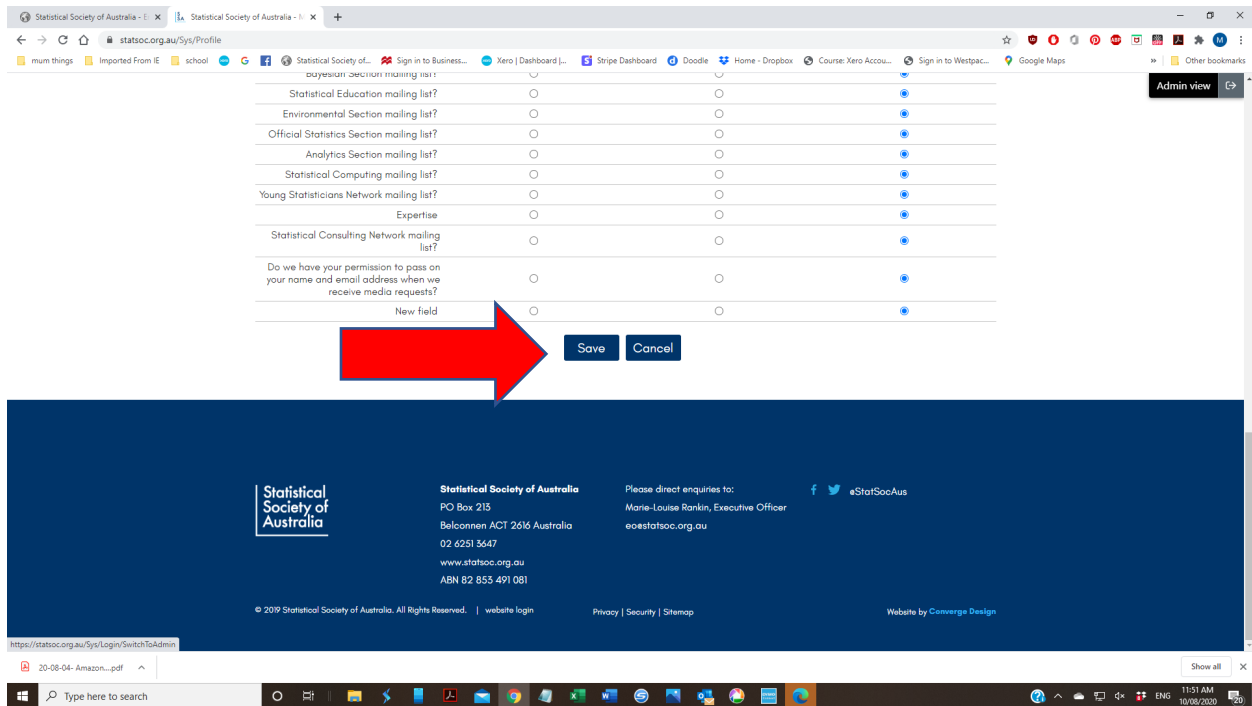 Statistical Society of Australia - E
Statistical Society of Australia - M
statsoc.org.au/Sys/Profile
mum things
Imported From IE
school
Statistical Society of...
Sign in to Business...
Xero | Dashboard |...
Stripe Dashboard
Doodle
Home - Dropbox
Course: Xero Accou...
Sign in to Westpac...
Google Maps
»
Other bookmarks
Admin view
Bayesian Section mailing list?
Statistical Education mailing list?
Environmental Section mailing list?
Official Statistics Section mailing list?
Analytics Section mailing list?
Statistical Computing mailing list?
Young Statisticians Network mailing list?
Expertise
Statistical Consulting Network mailing
list?
Do we have your permission to pass on
your name and email address when we
receive media requests?
New field
Save
Cancel
Statistical
Society of
Australia
Statistical Society of Australia
PO Box 213
Belconnen ACT 2616 Australia
02 6251 3647
www.statsoc.org.au
ABN 82 853 491 081
Please direct enquiries to:
Marie-Louise Rankin, Executive Officer
eo@statsoc.org.au
@StatSocAus
© 2019 Statistical Society of Australia. All Rights Reserved. | website login
Privacy | Security | Sitemap
Website by Converge Design
https://statsoc.org.au/Sys/Login/SwitchToAdmin
20-08-04- Amazon....pdf
Show all
Type here to search
ENG
11:51 AM
10/08/2020
20